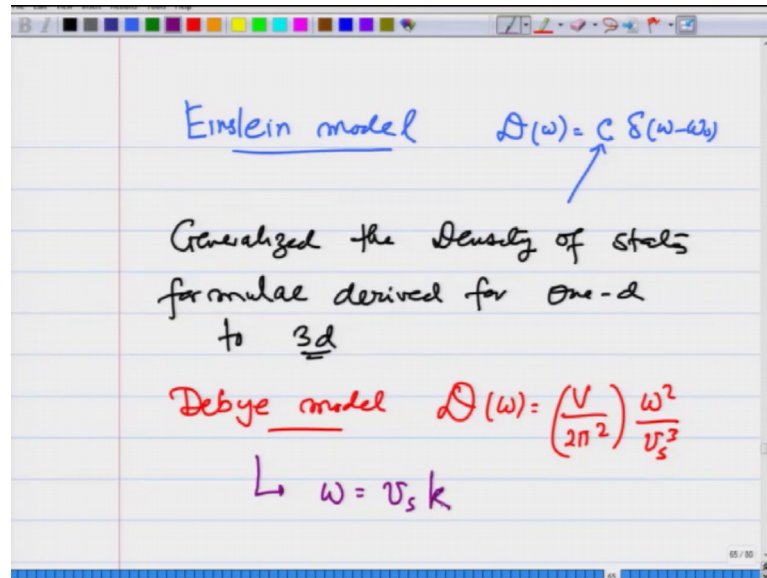 Einstein model D(ω) = C δ(ω-ω₀)
Generalized the Density of states
formulae derived for one-d
to 3d
Debye model D(ω) = (V/2π²) ω²/v_s³
↳ ω = v_s k
65 / 80
65